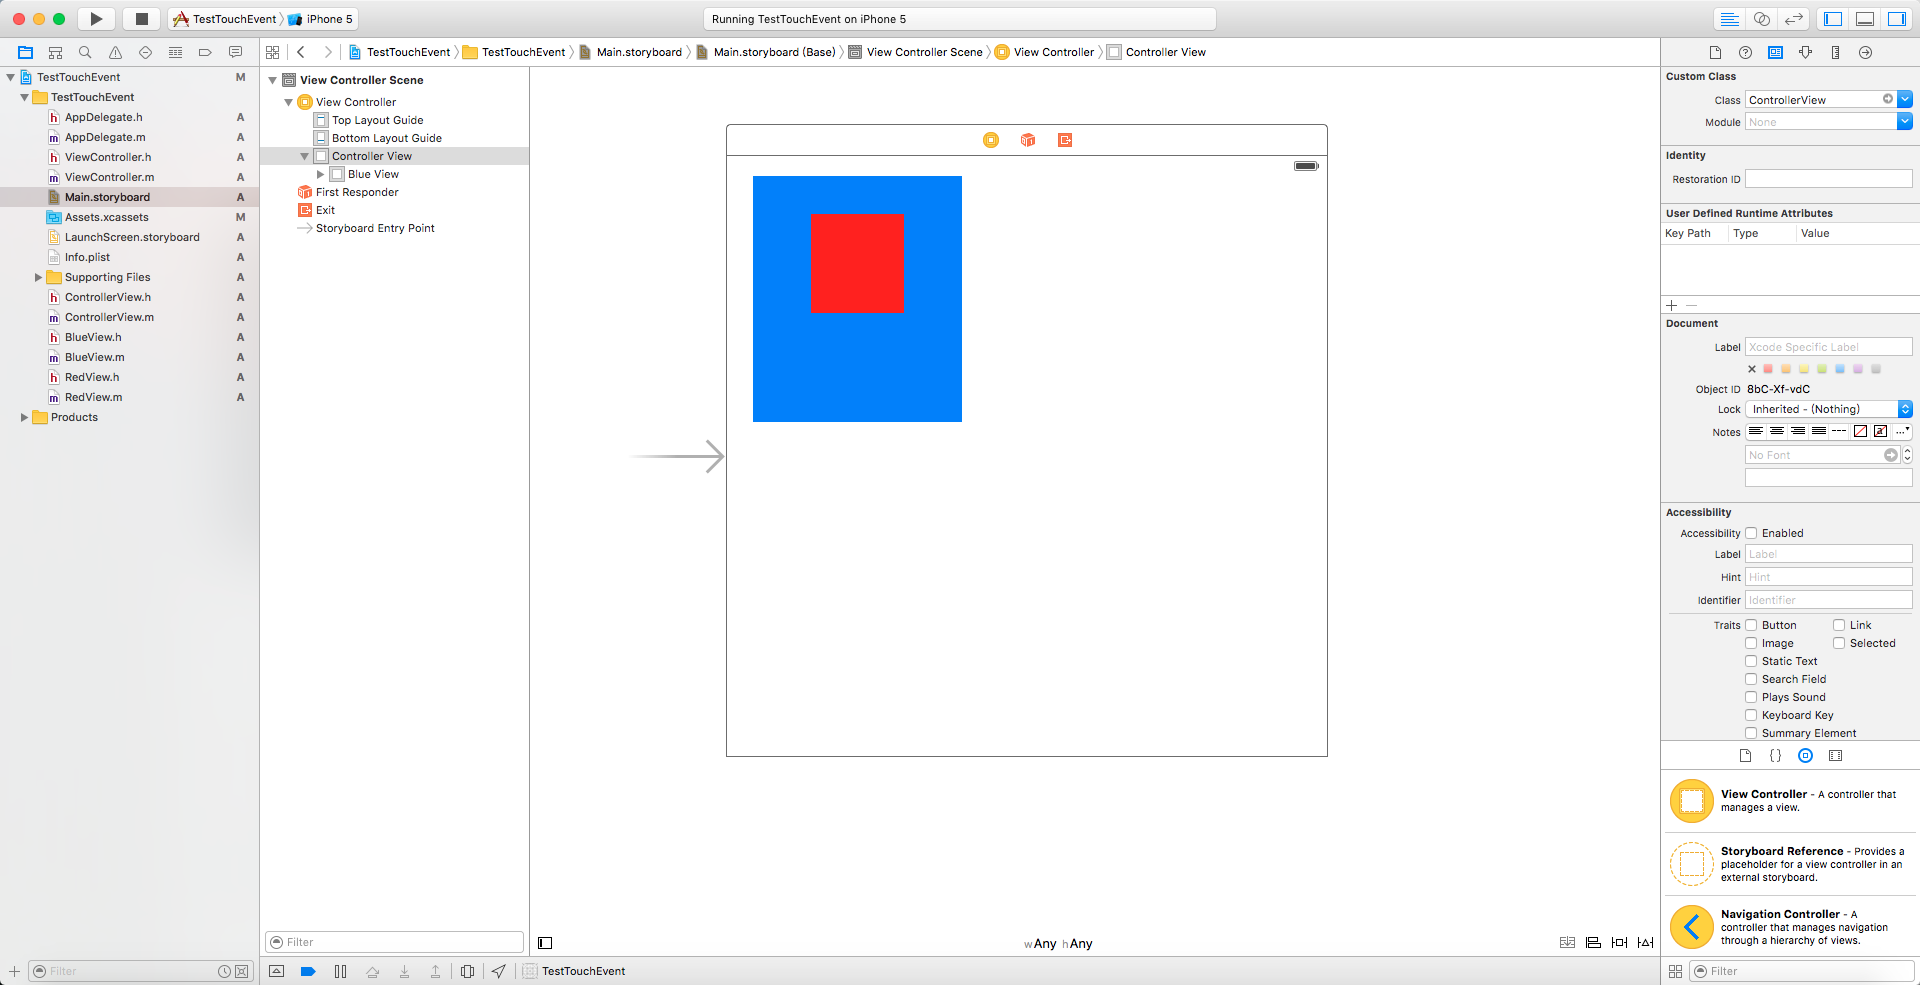 TestTouchEvent iPhone 5
Running TestTouchEvent on iPhone 5
TestTouchEvent TestTouchEvent Main.storyboard Main.storyboard (Base) View Controller Scene View Controller Controller View
TestTouchEvent M
TestTouchEvent
AppDelegate.h A
AppDelegate.m A
ViewController.h A
ViewController.m A
Main.storyboard A
Assets.xcassets M
LaunchScreen.storyboard A
Info.plist A
Supporting Files A
ControllerView.h A
ControllerView.m A
BlueView.h A
BlueView.m A
RedView.h A
RedView.m A
Products
Filter
View Controller Scene
View Controller
Top Layout Guide
Bottom Layout Guide
Controller View
Blue View
First Responder
Exit
Storyboard Entry Point
Filter
wAny hAny
TestTouchEvent
Custom Class
Class ControllerView
Module None
Identity
Restoration ID
User Defined Runtime Attributes
Key Path Type Value
Document
Label Xcode Specific Label
Object ID 8bC-Xf-vdC
Lock Inherited - (Nothing)
Notes
No Font
Accessibility
Accessibility Enabled
Label Label
Hint Hint
Identifier Identifier
Traits Button Link
Image Selected
Static Text
Search Field
Plays Sound
Keyboard Key
Summary Element
View Controller - A controller that
manages a view.
Storyboard Reference - Provides a
placeholder for a view controller in an
external storyboard.
Navigation Controller - A
controller that manages navigation
through a hierarchy of views.
Filter